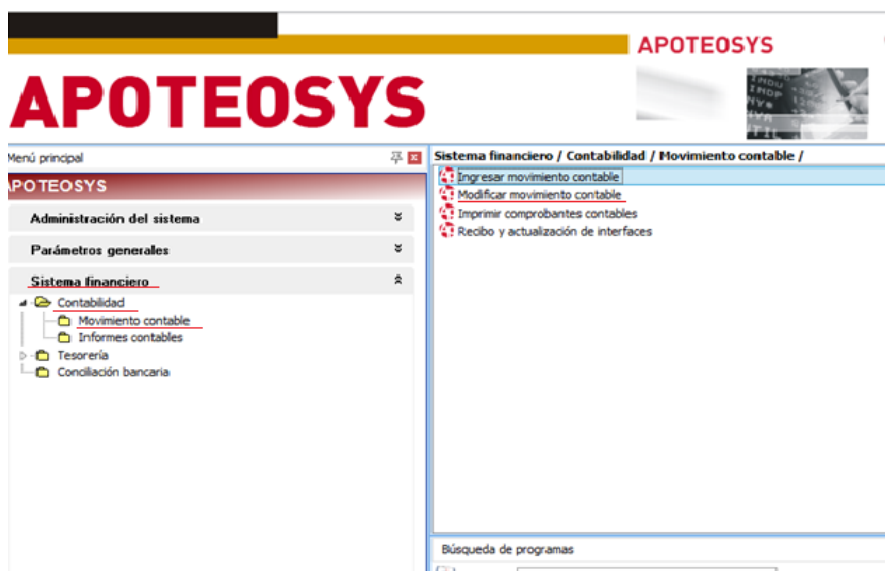 APOTEOSYS
APOTEOSYS
Menú principal
APOTEOSYS
Administración del sistema
Parámetros generales
Sistema financiero
Contabilidad
Movimiento contable
Informes contables
Tesorería
Conciliación bancaria
Sistema financiero / Contabilidad / Movimiento contable /
Ingresar movimiento contable
Modificar movimiento contable
Imprimir comprobantes contables
Recibo y actualización de interfaces
Búsqueda de programas